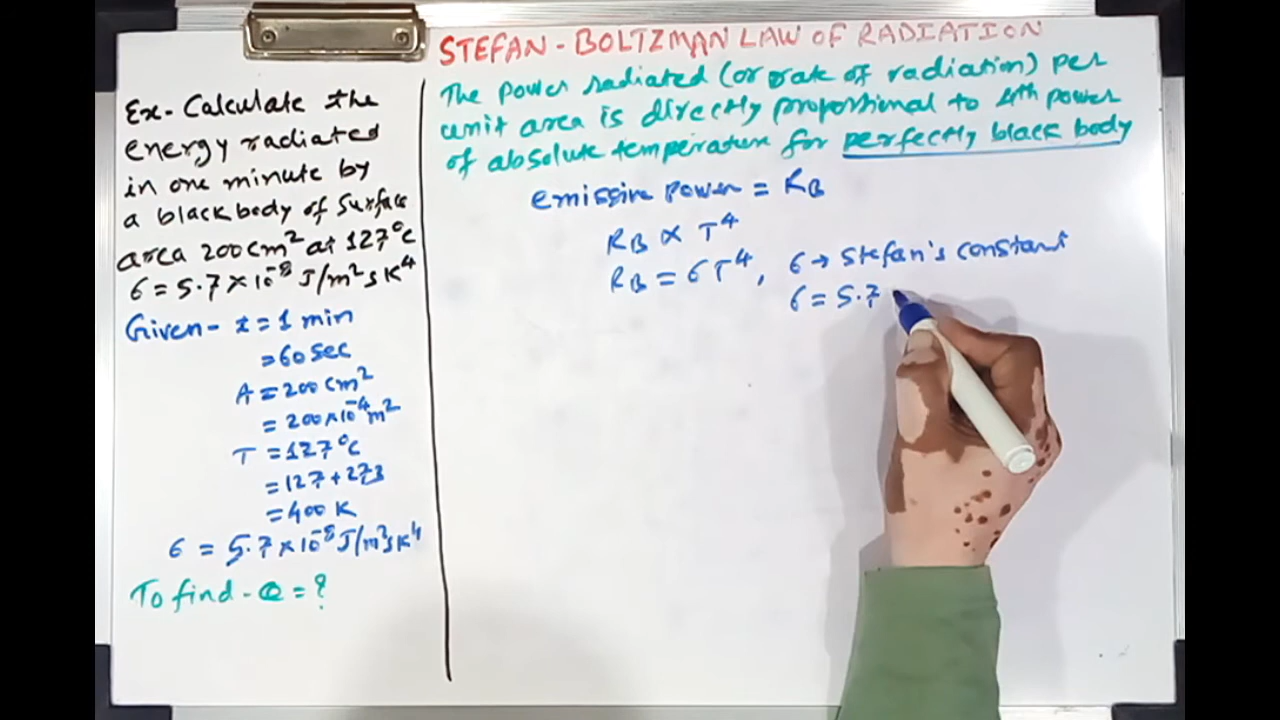 STEFAN - BOLTZMAN LAW OF RADIATION
Ex- Calculate the
energy radiated
in one minute by
a blackbody of surface
area 200 cm² at 127°C
σ = 5.7 × 10⁻⁸ J/m² s K⁴
Given - t = 1 min
= 60 sec
A = 200 cm²
= 200 × 10⁻⁴ m²
T = 127°C
= 127 + 273
= 400 K
σ = 5.7 × 10⁻⁸ J/m² s K⁴
To find - Q = ?
The power radiated (or rate of radiation) per
unit area is directly proportional to 4th power
of absolute temperature for perfectly black body
emissive power = RB
RB ∝ T⁴
RB = σ T⁴, σ → Stefan's constant
σ = 5.7